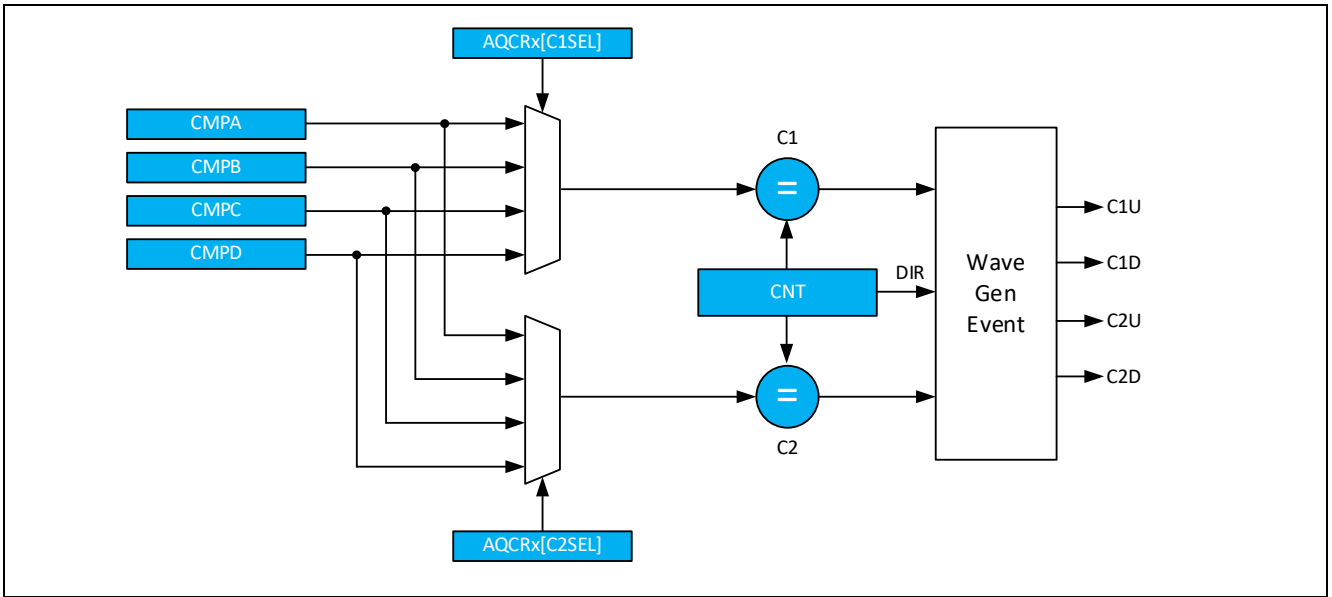 AQCRx[C1SEL]
CMPA
CMPB
CMPC
CMPD
C1
=
CNT
DIR
=
C2
Wave
Gen
Event
C1U
C1D
C2U
C2D
AQCRx[C2SEL]